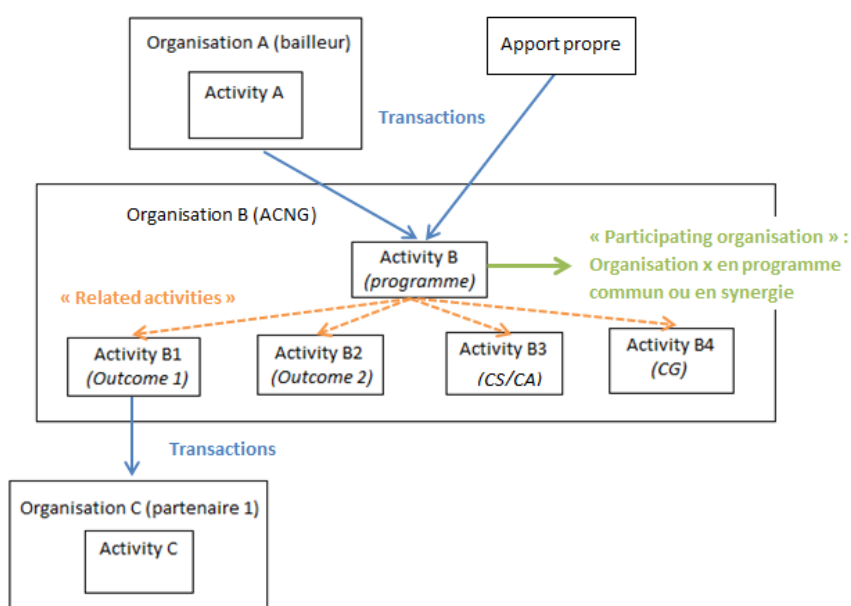 Organisation A (bailleur)
Activity A
Apport propre
Transactions
Organisation B (ACNG)
Activity B
(programme)
« Participating organisation » :
Organisation x en programme
commun ou en synergie
« Related activities »
Activity B1
(Outcome 1)
Activity B2
(Outcome 2)
Activity B3
(CS/CA)
Activity B4
(CG)
Transactions
Organisation C (partenaire 1)
Activity C